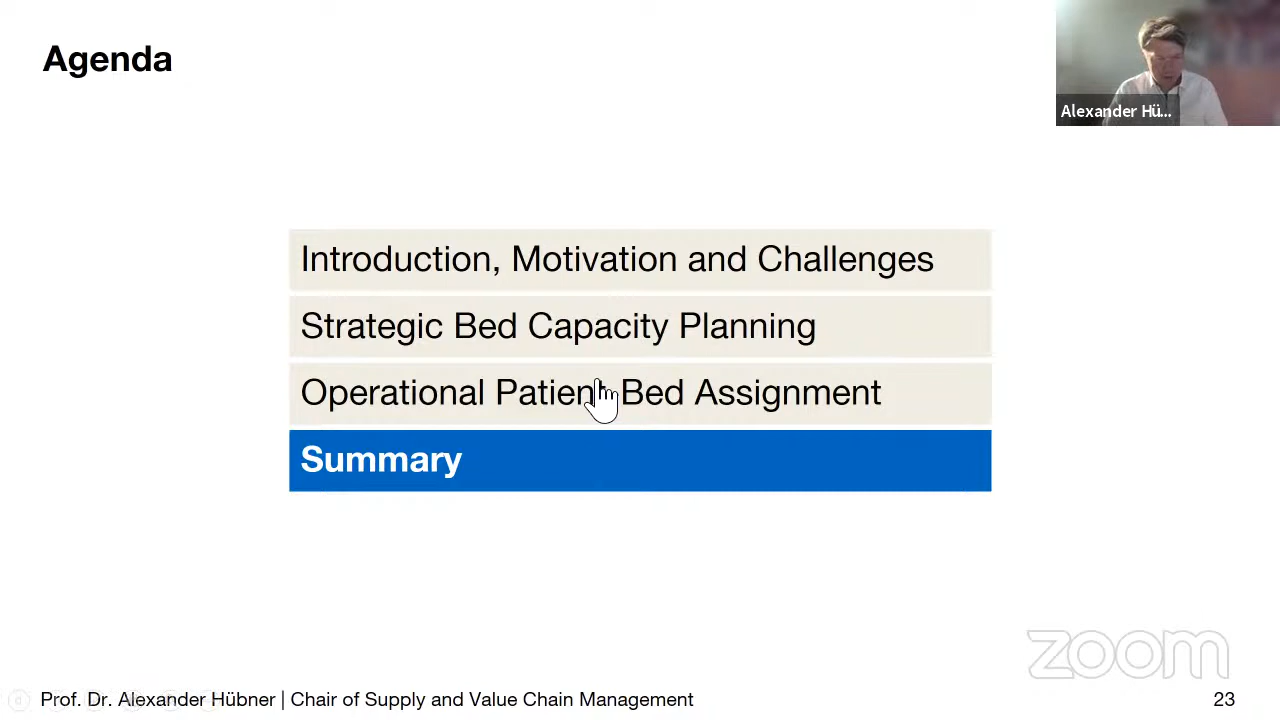 Agenda
Alexander Hü...
Introduction, Motivation and Challenges
Strategic Bed Capacity Planning
Operational Patient Bed Assignment
Summary
zoom
Prof. Dr. Alexander Hübner | Chair of Supply and Value Chain Management
23